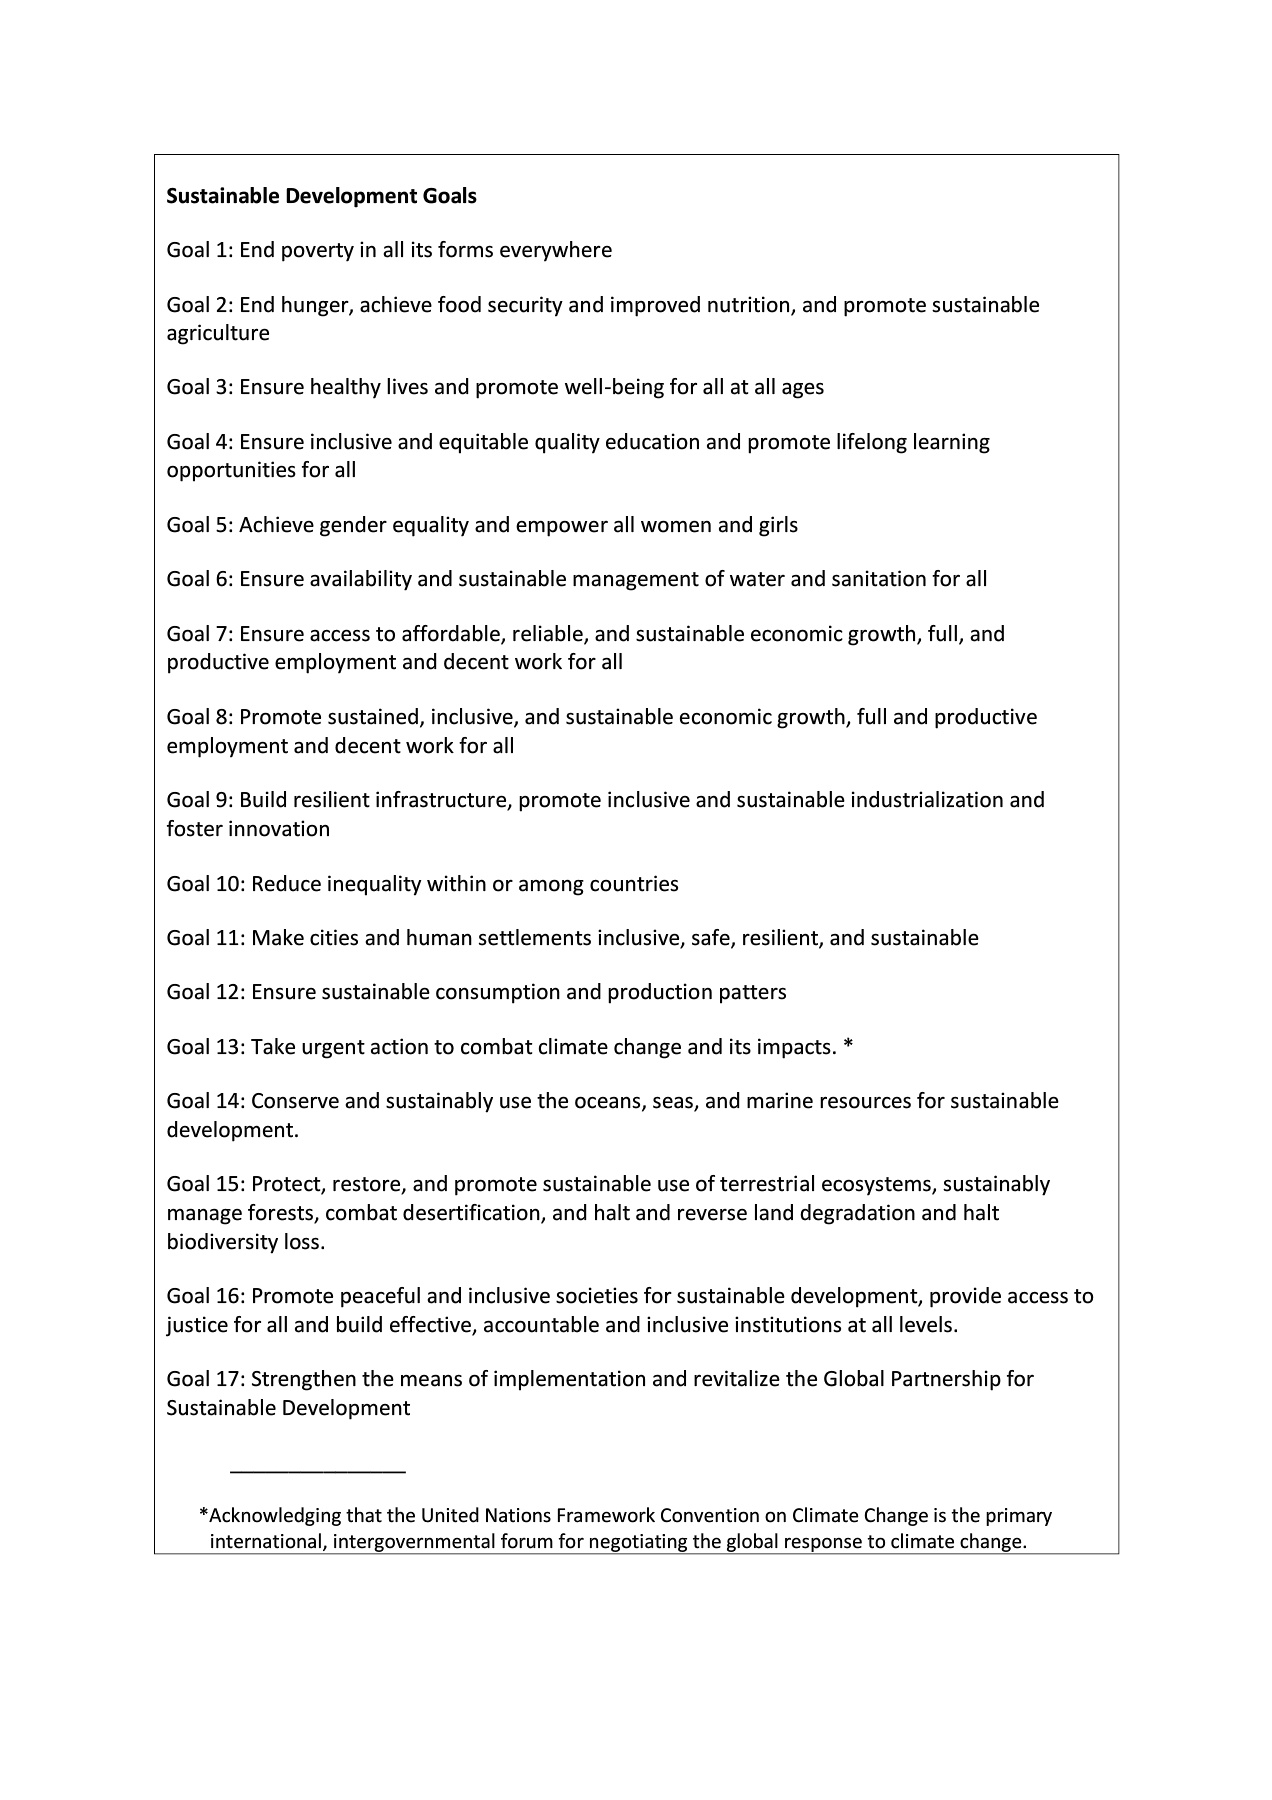 Sustainable Development Goals
Goal 1: End poverty in all its forms everywhere
Goal 2: End hunger, achieve food security and improved nutrition, and promote sustainable
agriculture
Goal 3: Ensure healthy lives and promote well-being for all at all ages
Goal 4: Ensure inclusive and equitable quality education and promote lifelong learning
opportunities for all
Goal 5: Achieve gender equality and empower all women and girls
Goal 6: Ensure availability and sustainable management of water and sanitation for all
Goal 7: Ensure access to affordable, reliable, and sustainable economic growth, full, and
productive employment and decent work for all
Goal 8: Promote sustained, inclusive, and sustainable economic growth, full and productive
employment and decent work for all
Goal 9: Build resilient infrastructure, promote inclusive and sustainable industrialization and
foster innovation
Goal 10: Reduce inequality within or among countries
Goal 11: Make cities and human settlements inclusive, safe, resilient, and sustainable
Goal 12: Ensure sustainable consumption and production patters
Goal 13: Take urgent action to combat climate change and its impacts. *
Goal 14: Conserve and sustainably use the oceans, seas, and marine resources for sustainable
development.
Goal 15: Protect, restore, and promote sustainable use of terrestrial ecosystems, sustainably
manage forests, combat desertification, and halt and reverse land degradation and halt
biodiversity loss.
Goal 16: Promote peaceful and inclusive societies for sustainable development, provide access to
justice for all and build effective, accountable and inclusive institutions at all levels.
Goal 17: Strengthen the means of implementation and revitalize the Global Partnership for
Sustainable Development
*Acknowledging that the United Nations Framework Convention on Climate Change is the primary
international, intergovernmental forum for negotiating the global response to climate change.